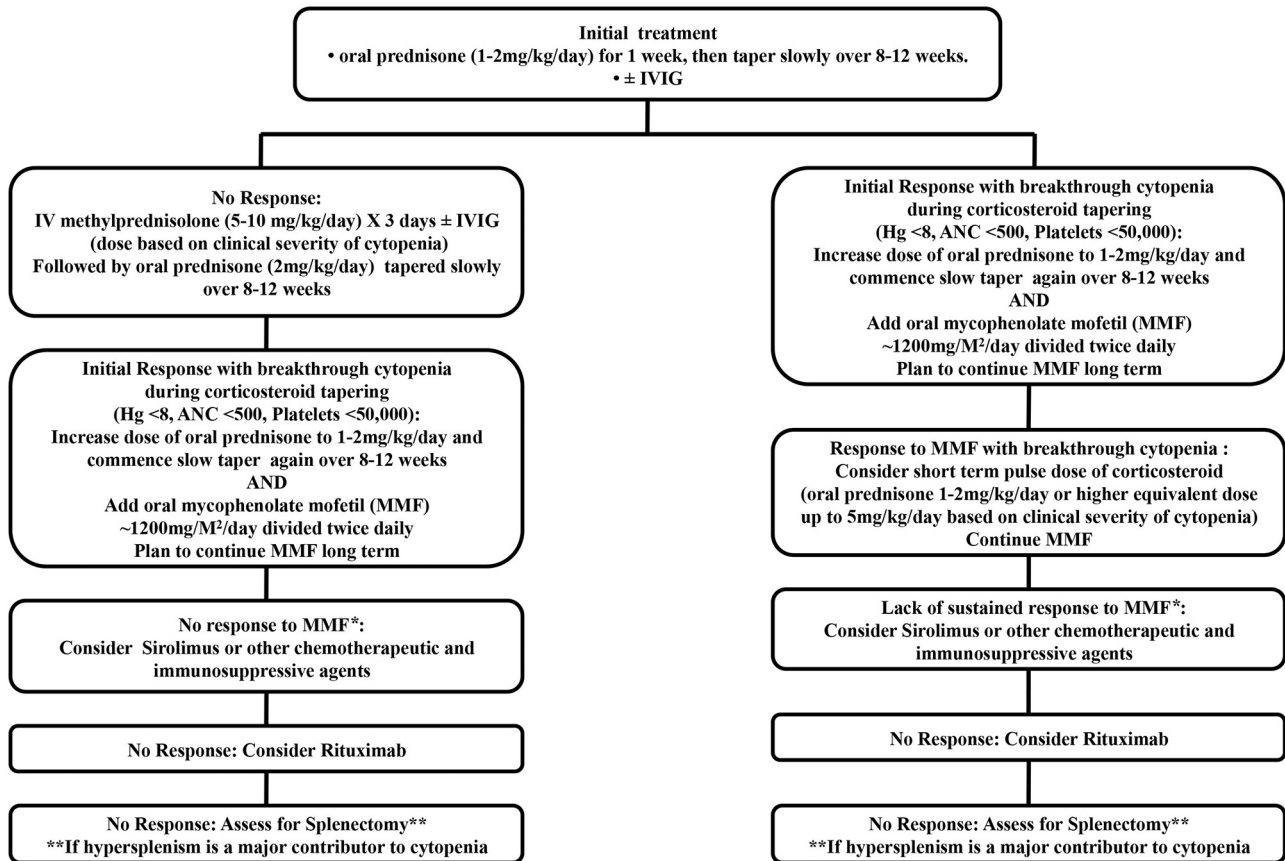 Initial treatment
• oral prednisone (1-2mg/kg/day) for 1 week, then taper slowly over 8-12 weeks.
• ± IVIG
No Response:
IV methylprednisolone (5-10 mg/kg/day) X 3 days ± IVIG
(dose based on clinical severity of cytopenia)
Followed by oral prednisone (2mg/kg/day) tapered slowly
over 8-12 weeks
Initial Response with breakthrough cytopenia
during corticosteroid tapering
(Hg <8, ANC <500, Platelets <50,000):
Increase dose of oral prednisone to 1-2mg/kg/day and
commence slow taper again over 8-12 weeks
AND
Add oral mycophenolate mofetil (MMF)
~1200mg/M²/day divided twice daily
Plan to continue MMF long term
No response to MMF*:
Consider Sirolimus or other chemotherapeutic and
immunosuppressive agents
No Response: Consider Rituximab
No Response: Assess for Splenectomy**
**If hypersplenism is a major contributor to cytopenia
Initial Response with breakthrough cytopenia
during corticosteroid tapering
(Hg <8, ANC <500, Platelets <50,000):
Increase dose of oral prednisone to 1-2mg/kg/day and
commence slow taper again over 8-12 weeks
AND
Add oral mycophenolate mofetil (MMF)
~1200mg/M²/day divided twice daily
Plan to continue MMF long term
Response to MMF with breakthrough cytopenia :
Consider short term pulse dose of corticosteroid
(oral prednisone 1-2mg/kg/day or higher equivalent dose
up to 5mg/kg/day based on clinical severity of cytopenia)
Continue MMF
Lack of sustained response to MMF*:
Consider Sirolimus or other chemotherapeutic and
immunosuppressive agents
No Response: Consider Rituximab
No Response: Assess for Splenectomy**
**If hypersplenism is a major contributor to cytopenia